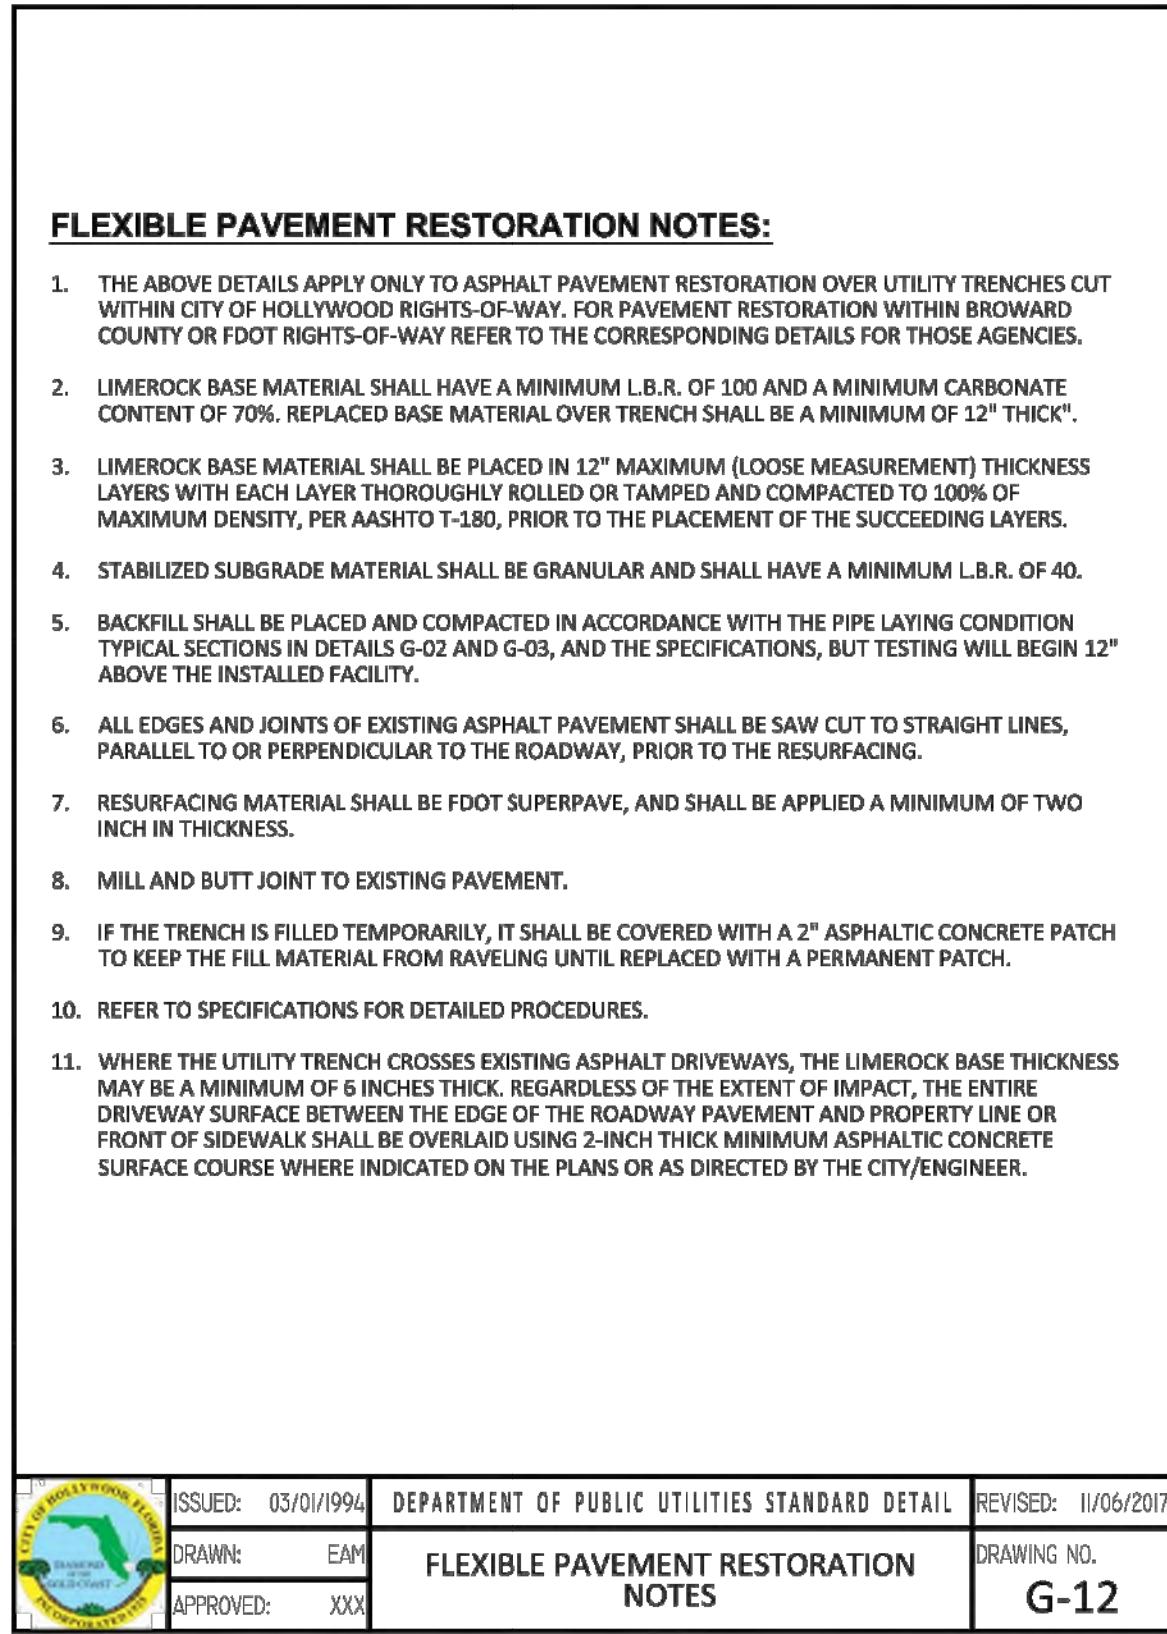 FLEXIBLE PAVEMENT RESTORATION NOTES:
1. THE ABOVE DETAILS APPLY ONLY TO ASPHALT PAVEMENT RESTORATION OVER UTILITY TRENCHES CUT
WITHIN CITY OF HOLLYWOOD RIGHTS-OF-WAY. FOR PAVEMENT RESTORATION WITHIN BROWARD
COUNTY OR FDOT RIGHTS-OF-WAY REFER TO THE CORRESPONDING DETAILS FOR THOSE AGENCIES.
2. LIMEROCK BASE MATERIAL SHALL HAVE A MINIMUM L.B.R. OF 100 AND A MINIMUM CARBONATE
CONTENT OF 70%. REPLACED BASE MATERIAL OVER TRENCH SHALL BE A MINIMUM OF 12" THICK".
3. LIMEROCK BASE MATERIAL SHALL BE PLACED IN 12" MAXIMUM (LOOSE MEASUREMENT) THICKNESS
LAYERS WITH EACH LAYER THOROUGHLY ROLLED OR TAMPED AND COMPACTED TO 100% OF
MAXIMUM DENSITY, PER AASHTO T-180, PRIOR TO THE PLACEMENT OF THE SUCCEEDING LAYERS.
4. STABILIZED SUBGRADE MATERIAL SHALL BE GRANULAR AND SHALL HAVE A MINIMUM L.B.R. OF 40.
5. BACKFILL SHALL BE PLACED AND COMPACTED IN ACCORDANCE WITH THE PIPE LAYING CONDITION
TYPICAL SECTIONS IN DETAILS G-02 AND G-03, AND THE SPECIFICATIONS, BUT TESTING WILL BEGIN 12"
ABOVE THE INSTALLED FACILITY.
6. ALL EDGES AND JOINTS OF EXISTING ASPHALT PAVEMENT SHALL BE SAW CUT TO STRAIGHT LINES,
PARALLEL TO OR PERPENDICULAR TO THE ROADWAY, PRIOR TO THE RESURFACING.
7. RESURFACING MATERIAL SHALL BE FDOT SUPERPAVE, AND SHALL BE APPLIED A MINIMUM OF TWO
INCH IN THICKNESS.
8. MILL AND BUTT JOINT TO EXISTING PAVEMENT.
9. IF THE TRENCH IS FILLED TEMPORARILY, IT SHALL BE COVERED WITH A 2" ASPHALTIC CONCRETE PATCH
TO KEEP THE FILL MATERIAL FROM RAVELING UNTIL REPLACED WITH A PERMANENT PATCH.
10. REFER TO SPECIFICATIONS FOR DETAILED PROCEDURES.
11. WHERE THE UTILITY TRENCH CROSSES EXISTING ASPHALT DRIVEWAYS, THE LIMEROCK BASE THICKNESS
MAY BE A MINIMUM OF 6 INCHES THICK. REGARDLESS OF THE EXTENT OF IMPACT, THE ENTIRE
DRIVEWAY SURFACE BETWEEN THE EDGE OF THE ROADWAY PAVEMENT AND PROPERTY LINE OR
FRONT OF SIDEWALK SHALL BE OVERLAID USING 2-INCH THICK MINIMUM ASPHALTIC CONCRETE
SURFACE COURSE WHERE INDICATED ON THE PLANS OR AS DIRECTED BY THE CITY/ENGINEER.
CITY OF HOLLYWOOD, FLORIDA
DIAMOND
OF THE
GOLD COAST
INCORPORATED 1925
ISSUED: 03/01/1994
DRAWN: EAM
APPROVED: XXX
DEPARTMENT OF PUBLIC UTILITIES STANDARD DETAIL
FLEXIBLE PAVEMENT RESTORATION
NOTES
REVISED: 11/06/2017
DRAWING NO.
G-12